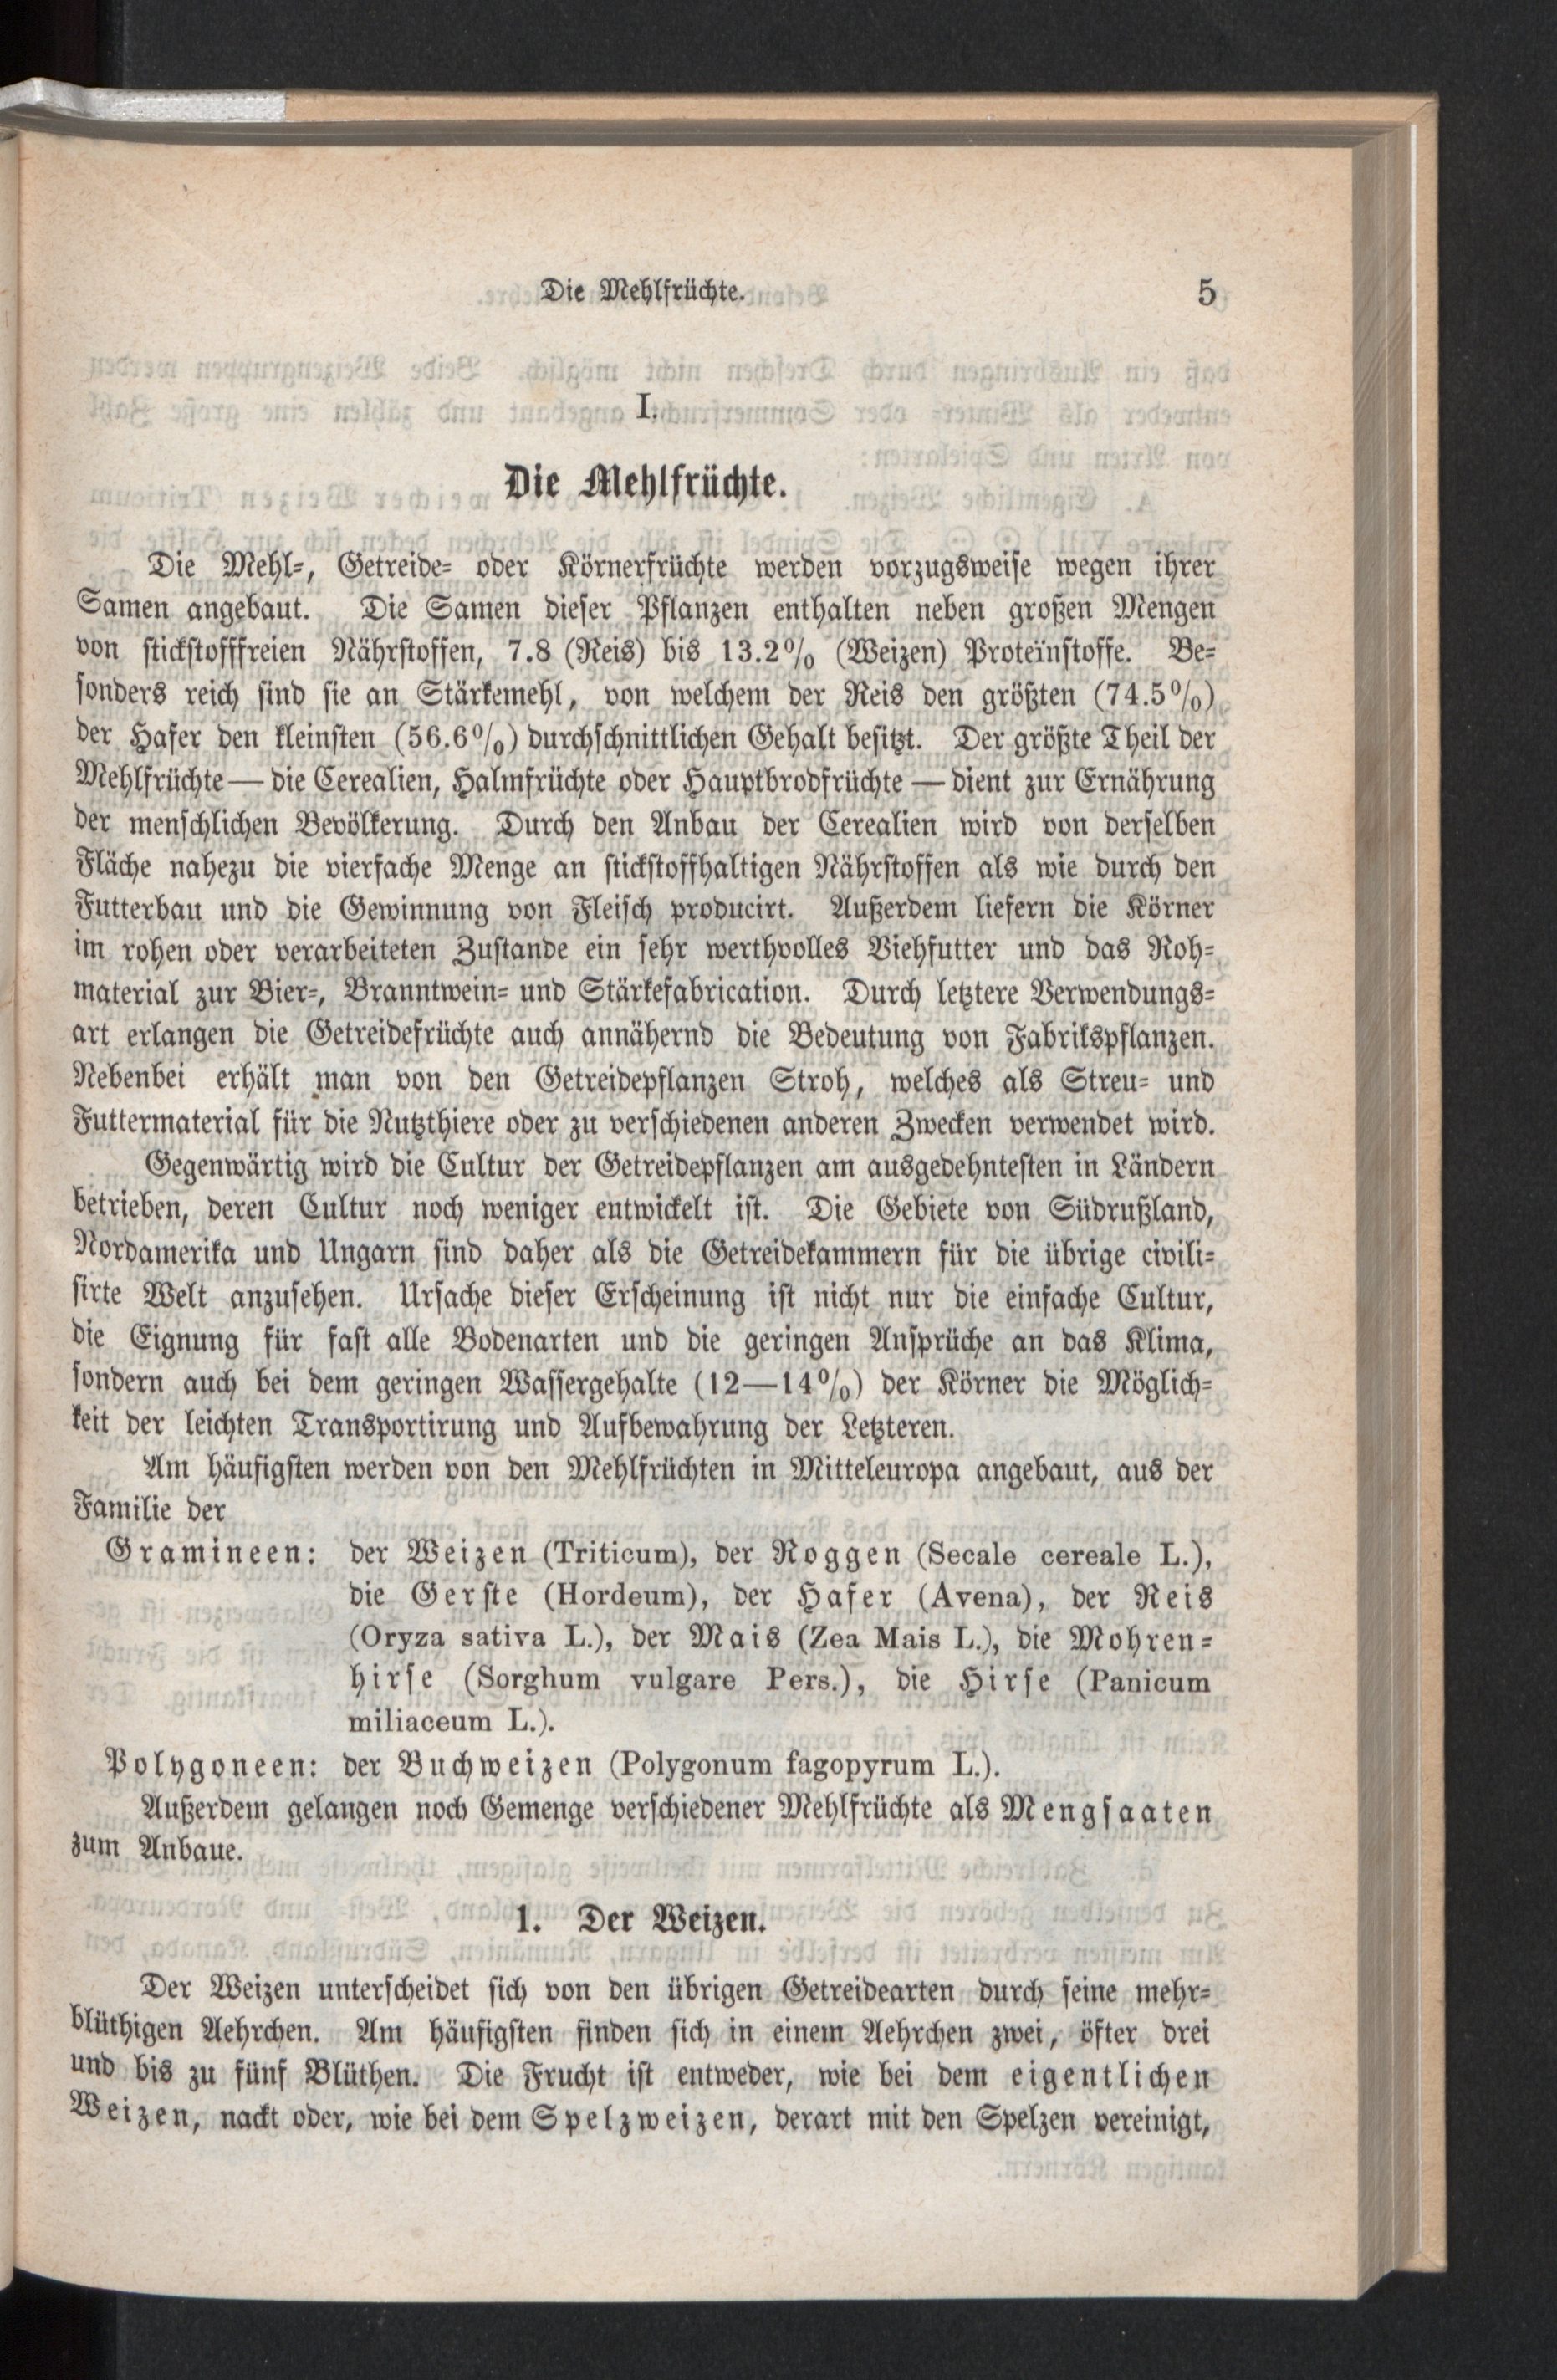 Die Mehlfrüchte. 5
I.
Die Mehlfrüchte.
Die Mehl-, Getreide- oder Körnerfrüchte werden vorzugsweise wegen ihrer
Samen angebaut. Die Samen dieser Pflanzen enthalten neben großen Mengen
von stickstofffreien Nährstoffen, 7.8 (Reis) bis 13.2% (Weizen) Proteïnstoffe. Be-
sonders reich sind sie an Stärkemehl, von welchem der Reis den größten (74.5%)
der Hafer den kleinsten (56.6%) durchschnittlichen Gehalt besitzt. Der größte Theil der
Mehlfrüchte — die Cerealien, Halmfrüchte oder Hauptbrodfrüchte — dient zur Ernährung
der menschlichen Bevölkerung. Durch den Anbau der Cerealien wird von derselben
Fläche nahezu die vierfache Menge an stickstoffhaltigen Nährstoffen als wie durch den
Futterbau und die Gewinnung von Fleisch producirt. Außerdem liefern die Körner
im rohen oder verarbeiteten Zustande ein sehr werthvolles Viehfutter und das Roh-
material zur Bier-, Branntwein- und Stärkefabrication. Durch letztere Verwendungs-
art erlangen die Getreidefrüchte auch annähernd die Bedeutung von Fabrikspflanzen.
Nebenbei erhält man von den Getreidepflanzen Stroh, welches als Streu- und
Futtermaterial für die Nutzthiere oder zu verschiedenen anderen Zwecken verwendet wird.
Gegenwärtig wird die Cultur der Getreidepflanzen am ausgedehntesten in Ländern
betrieben, deren Cultur noch weniger entwickelt ist. Die Gebiete von Südrußland,
Nordamerika und Ungarn sind daher als die Getreidekammern für die übrige civili-
sirte Welt anzusehen. Ursache dieser Erscheinung ist nicht nur die einfache Cultur,
die Eignung für fast alle Bodenarten und die geringen Ansprüche an das Klima,
sondern auch bei dem geringen Wassergehalte (12—14%) der Körner die Möglich-
keit der leichten Transportirung und Aufbewahrung der Letzteren.
Am häufigsten werden von den Mehlfrüchten in Mitteleuropa angebaut, aus der
Familie der
Gramineen: der Weizen (Triticum), der Roggen (Secale cereale L.),
die Gerste (Hordeum), der Hafer (Avena), der Reis
(Oryza sativa L.), der Mais (Zea Mais L.), die Mohren-
hirse (Sorghum vulgare Pers.), die Hirse (Panicum
miliaceum L.).
Polygoneen: der Buchweizen (Polygonum fagopyrum L.).
Außerdem gelangen noch Gemenge verschiedener Mehlfrüchte als Mengsaaten
zum Anbaue.
1. Der Weizen.
Der Weizen unterscheidet sich von den übrigen Getreidearten durch seine mehr-
blüthigen Aehrchen. Am häufigsten finden sich in einem Aehrchen zwei, öfter drei
und bis zu fünf Blüthen. Die Frucht ist entweder, wie bei dem eigentlichen
Weizen, nackt oder, wie bei dem Spelzweizen, derart mit den Spelzen vereinigt,